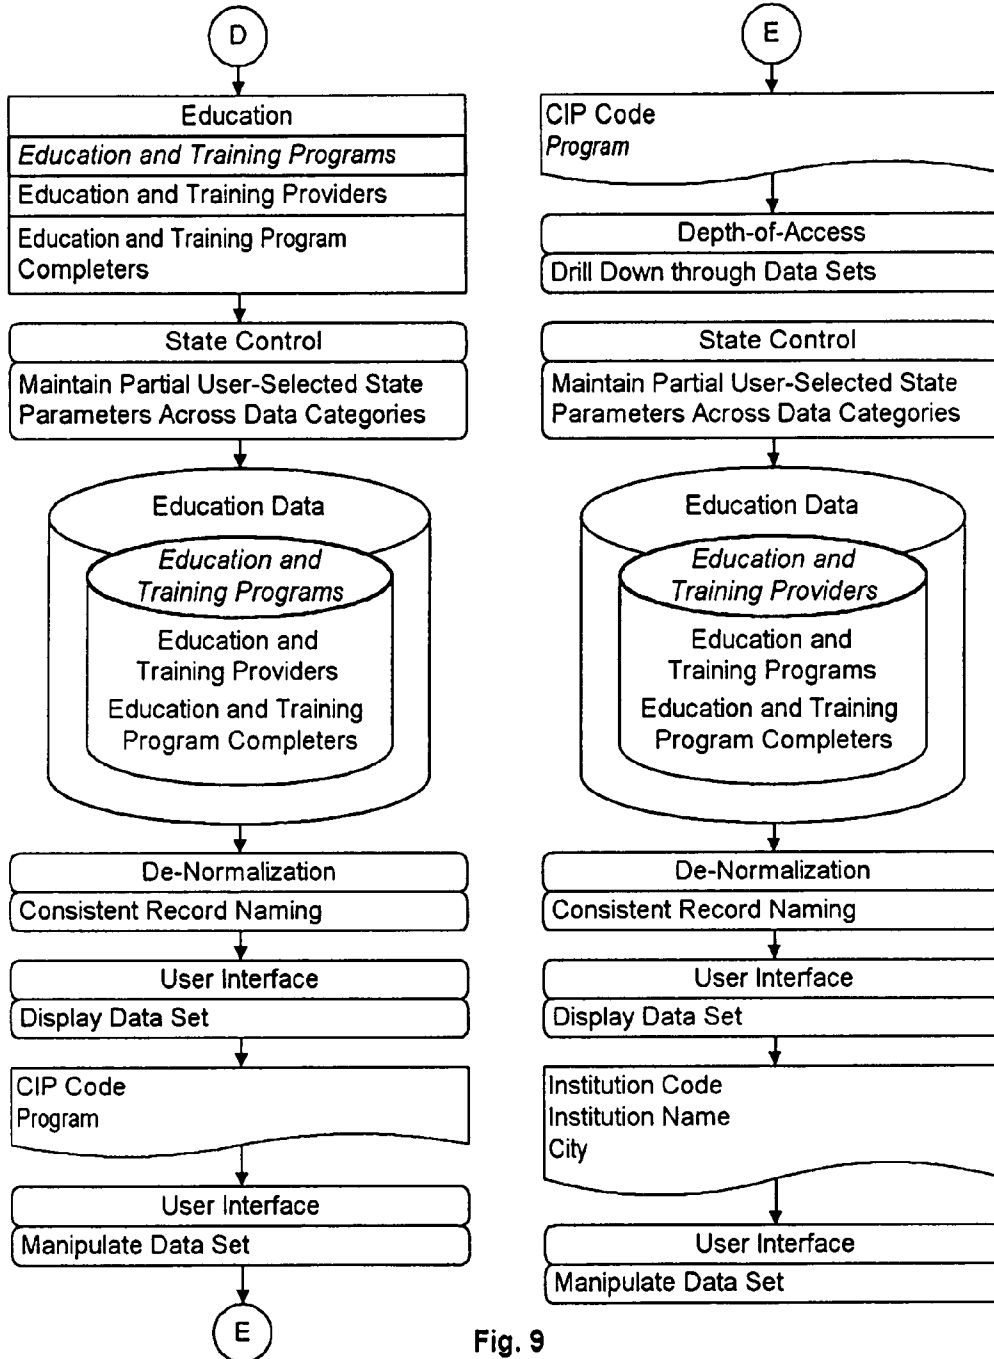 D
Education
Education and Training Programs
Education and Training Providers
Education and Training Program
Completers
State Control
Maintain Partial User-Selected State
Parameters Across Data Categories
Education Data
Education and
Training Programs
Education and
Training Providers
Education and Training
Program Completers
De-Normalization
Consistent Record Naming
User Interface
Display Data Set
CIP Code
Program
User Interface
Manipulate Data Set
E
E
CIP Code
Program
Depth-of-Access
Drill Down through Data Sets
State Control
Maintain Partial User-Selected State
Parameters Across Data Categories
Education Data
Education and
Training Providers
Education and
Training Programs
Education and Training
Program Completers
De-Normalization
Consistent Record Naming
User Interface
Display Data Set
Institution Code
Institution Name
City
User Interface
Manipulate Data Set
Fig. 9